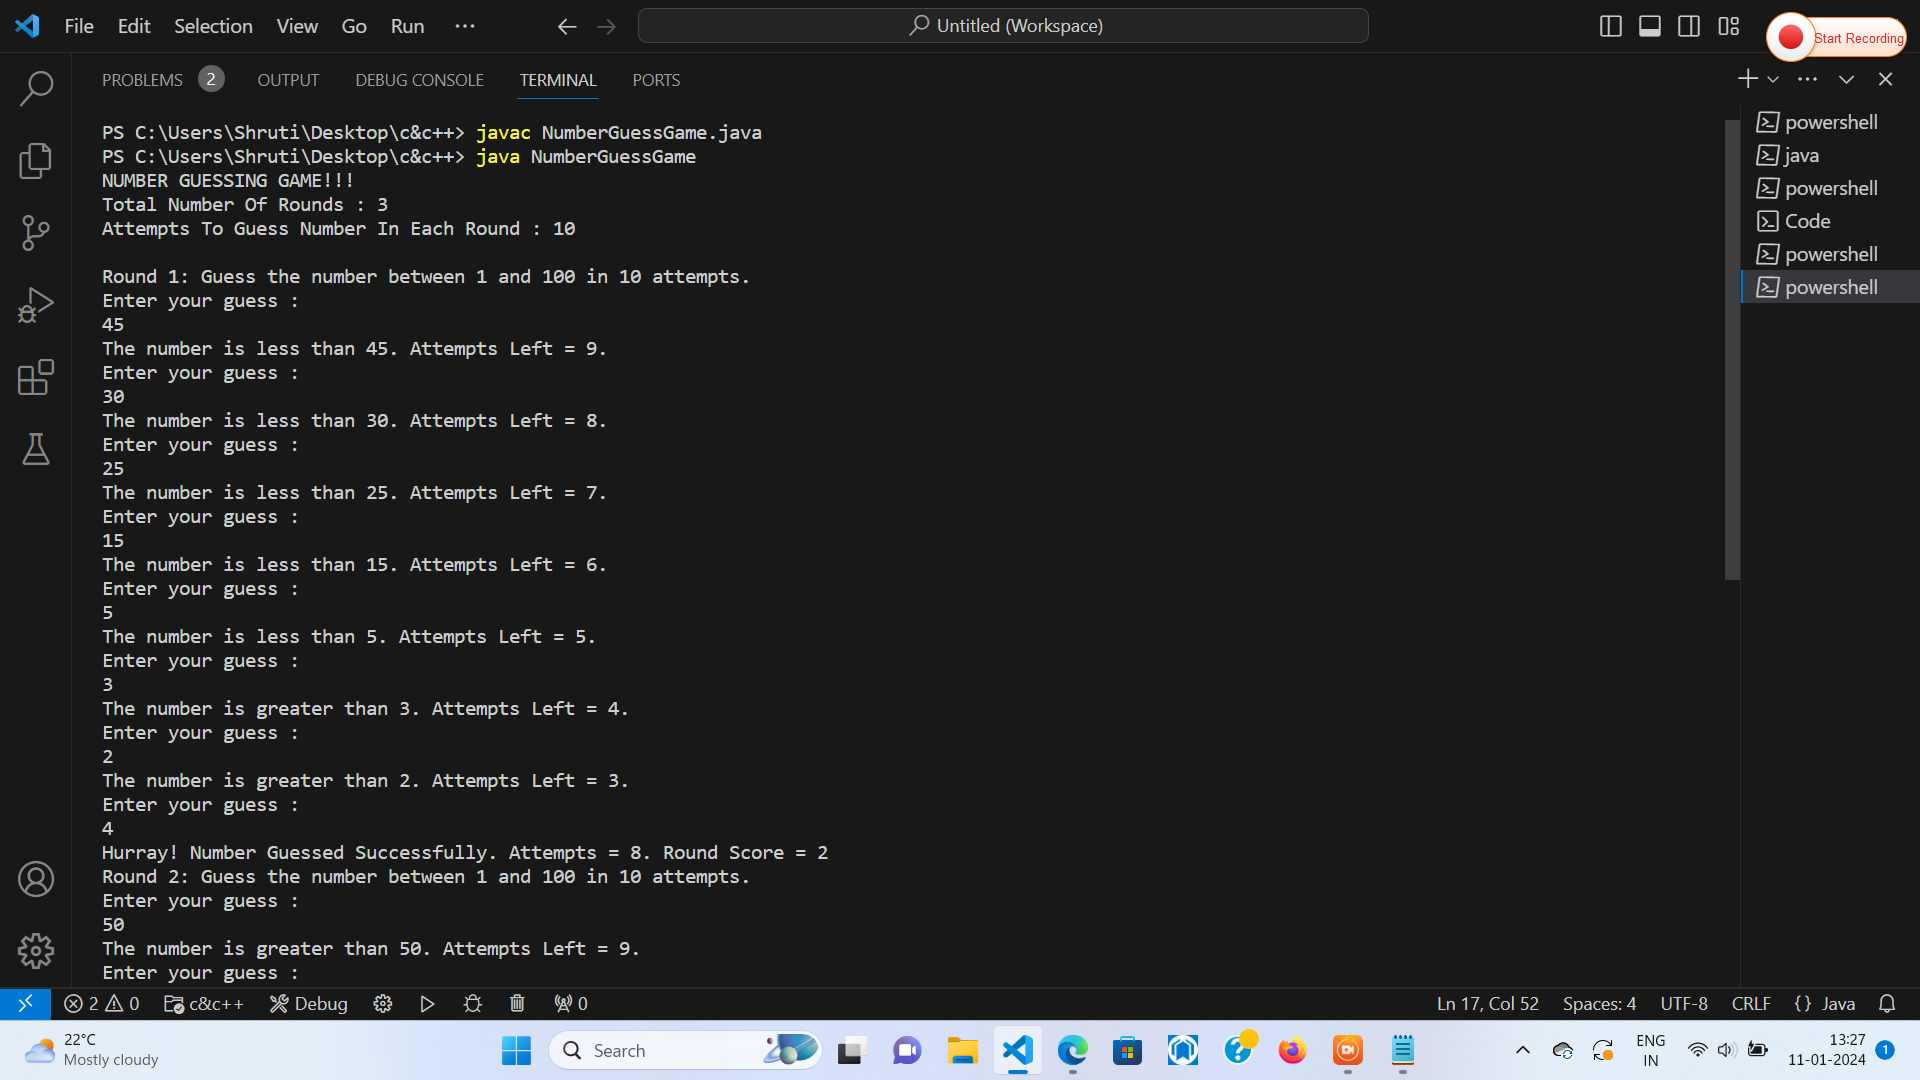 File Edit Selection View Go Run ··· Untitled (Workspace) Start Recording
PROBLEMS 2 OUTPUT DEBUG CONSOLE TERMINAL PORTS
PS C:\Users\Shruti\Desktop\c&c++> javac NumberGuessGame.java
PS C:\Users\Shruti\Desktop\c&c++> java NumberGuessGame
NUMBER GUESSING GAME!!!
Total Number Of Rounds : 3
Attempts To Guess Number In Each Round : 10
Round 1: Guess the number between 1 and 100 in 10 attempts.
Enter your guess :
45
The number is less than 45. Attempts Left = 9.
Enter your guess :
30
The number is less than 30. Attempts Left = 8.
Enter your guess :
25
The number is less than 25. Attempts Left = 7.
Enter your guess :
15
The number is less than 15. Attempts Left = 6.
Enter your guess :
5
The number is less than 5. Attempts Left = 5.
Enter your guess :
3
The number is greater than 3. Attempts Left = 4.
Enter your guess :
2
The number is greater than 2. Attempts Left = 3.
Enter your guess :
4
Hurray! Number Guessed Successfully. Attempts = 8. Round Score = 2
Round 2: Guess the number between 1 and 100 in 10 attempts.
Enter your guess :
50
The number is greater than 50. Attempts Left = 9.
Enter your guess :
powershell
java
powershell
Code
powershell
powershell
2 0 c&c++ Debug 0 Ln 17, Col 52 Spaces: 4 UTF-8 CRLF {} Java
22°C
Mostly cloudy
Search
ENG
IN
13:27
11-01-2024
1